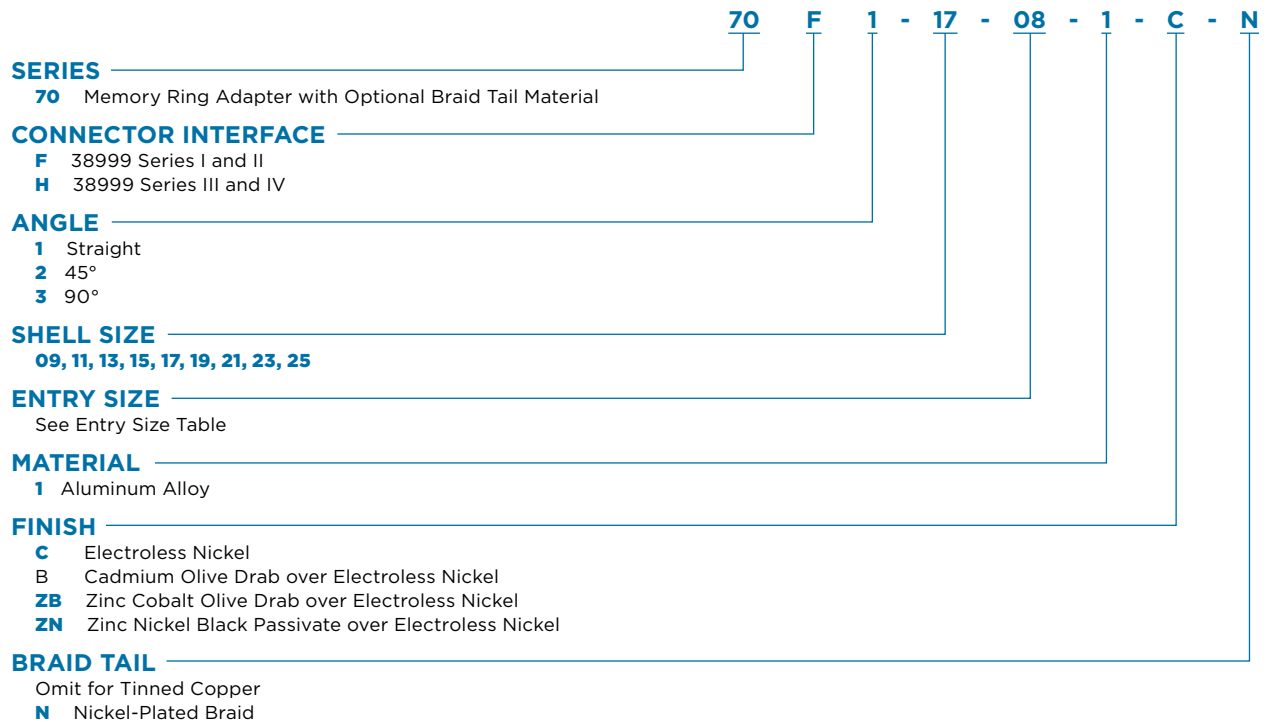 70 F 1 - 17 - 08 - 1 - C - N
SERIES
70 Memory Ring Adapter with Optional Braid Tail Material
CONNECTOR INTERFACE
F 38999 Series I and II
H 38999 Series III and IV
ANGLE
1 Straight
2 45°
3 90°
SHELL SIZE
09, 11, 13, 15, 17, 19, 21, 23, 25
ENTRY SIZE
See Entry Size Table
MATERIAL
1 Aluminum Alloy
FINISH
C Electroless Nickel
B Cadmium Olive Drab over Electroless Nickel
ZB Zinc Cobalt Olive Drab over Electroless Nickel
ZN Zinc Nickel Black Passivate over Electroless Nickel
BRAID TAIL
Omit for Tinned Copper
N Nickel-Plated Braid